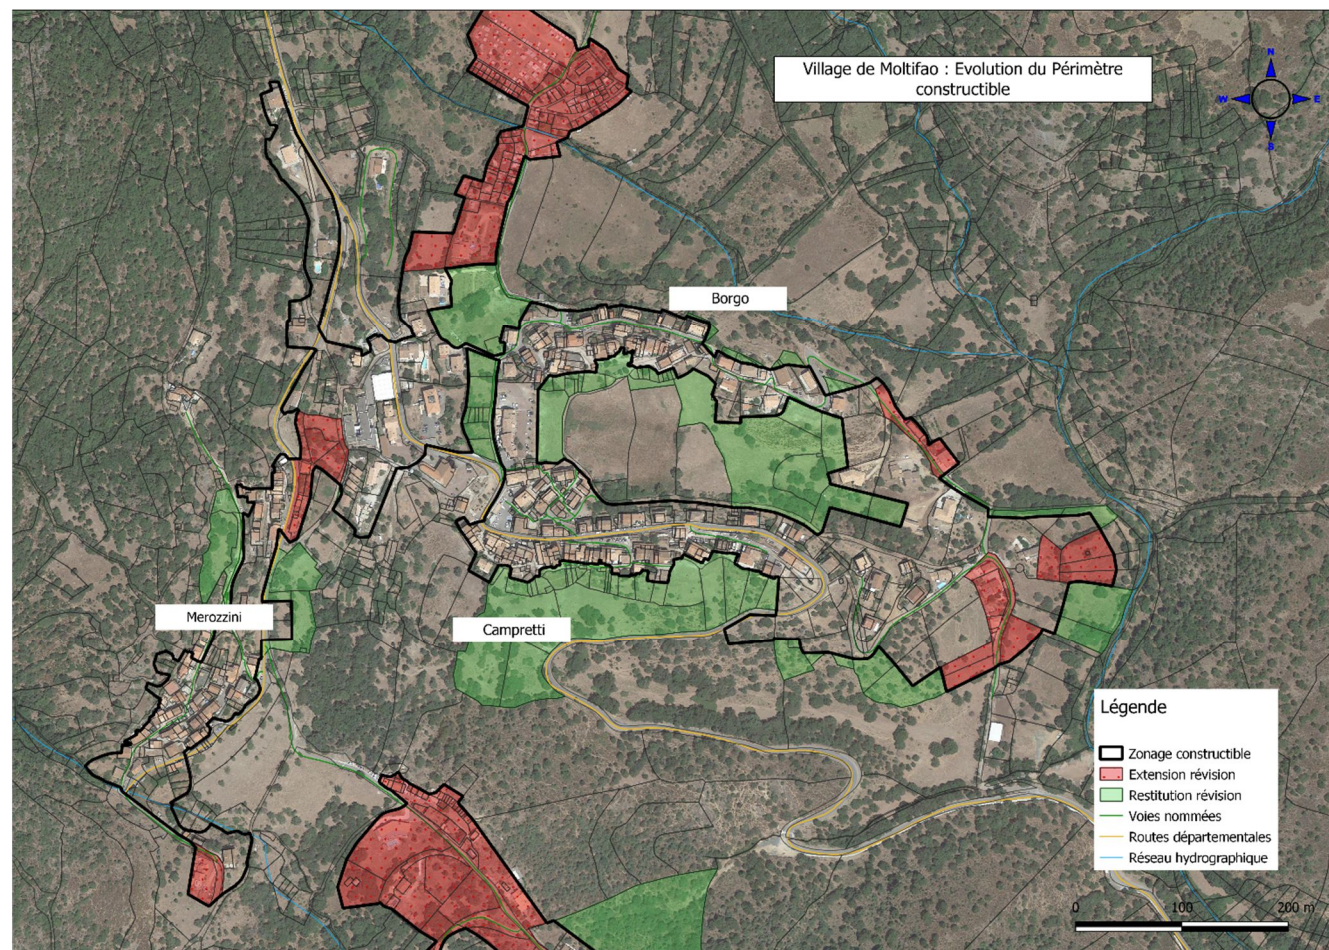 Village de Moltifao : Evolution du Périmètre
constructible
N
W
E
S
Borgo
Merozzini
Campretti
Légende
Zonage constructible
Extension révision
Restitution révision
Voies nommées
Routes départementales
Réseau hydrographique
0
100
200 m